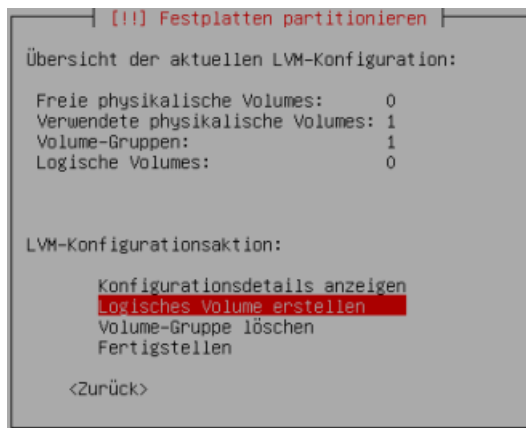 [!!] Festplatten partitionieren
Übersicht der aktuellen LVM-Konfiguration:
Freie physikalische Volumes: 0
Verwendete physikalische Volumes: 1
Volume-Gruppen: 1
Logische Volumes: 0
LVM-Konfigurationsaktion:
Konfigurationsdetails anzeigen
Logisches Volume erstellen
Volume-Gruppe löschen
Fertigstellen
<Zurück>